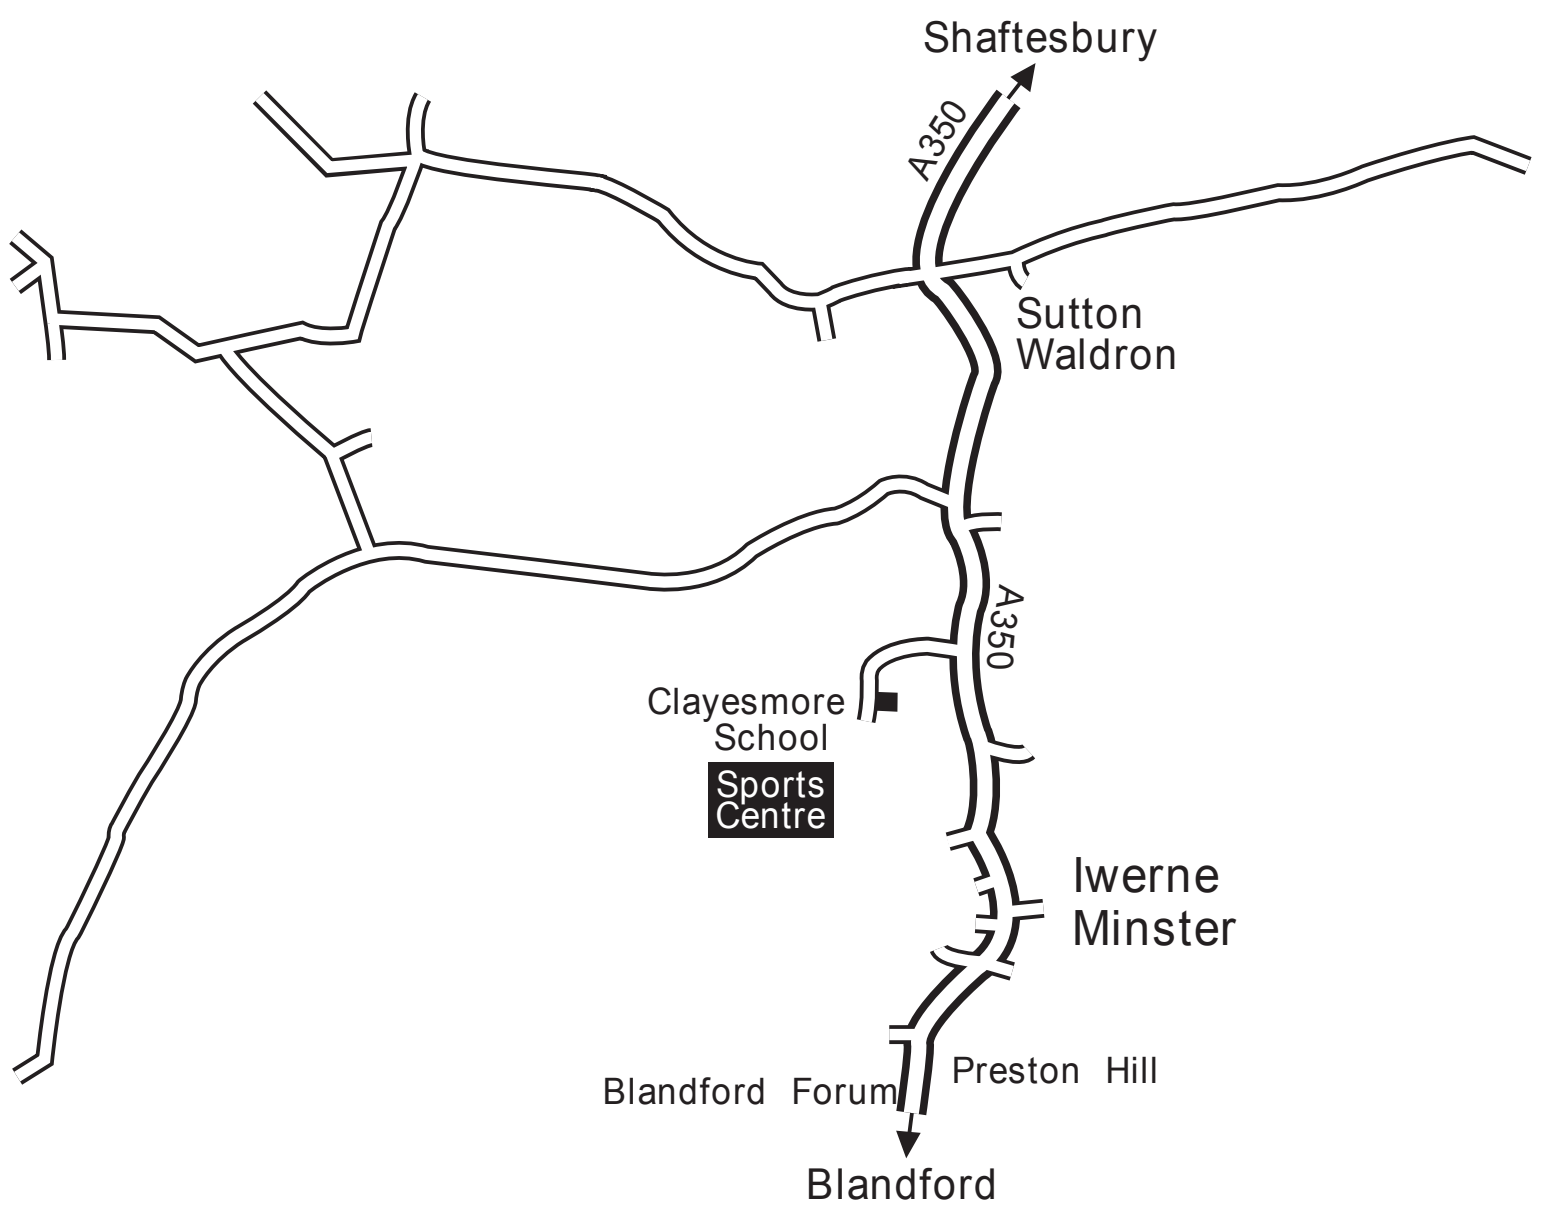 Shaftesbury
A350
Sutton
Waldron
A350
Clayesmore
School
Sports
Centre
Iwerne
Minster
Preston Hill
Blandford Forum
Blandford